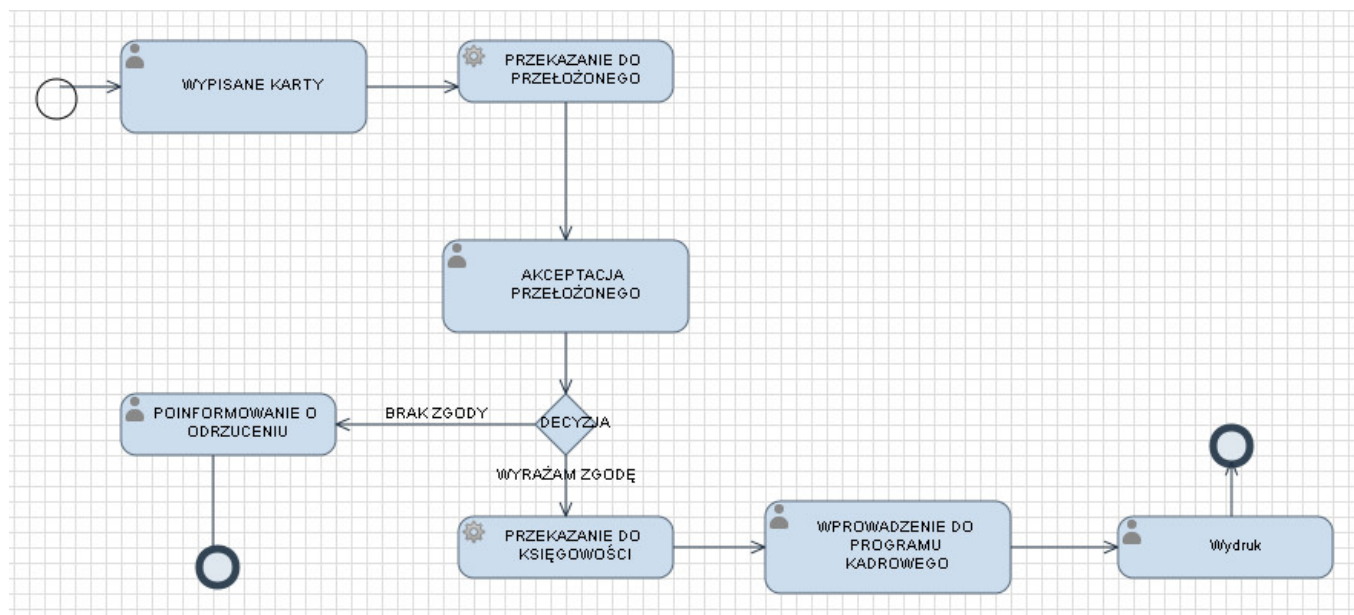 WYPISANE KARTY
PRZEKAZANIE DO
PRZEŁOŻONEGO
AKCEPTACJA
PRZEŁOŻONEGO
DECYZJA
BRAK ZGODY
POINFORMOWANIE O
ODRZUCENIU
WYRAŻAM ZGODĘ
PRZEKAZANIE DO
KSIĘGOWOŚCI
WPROWADZENIE DO
PROGRAMU
KADROWEGO
Wydruk